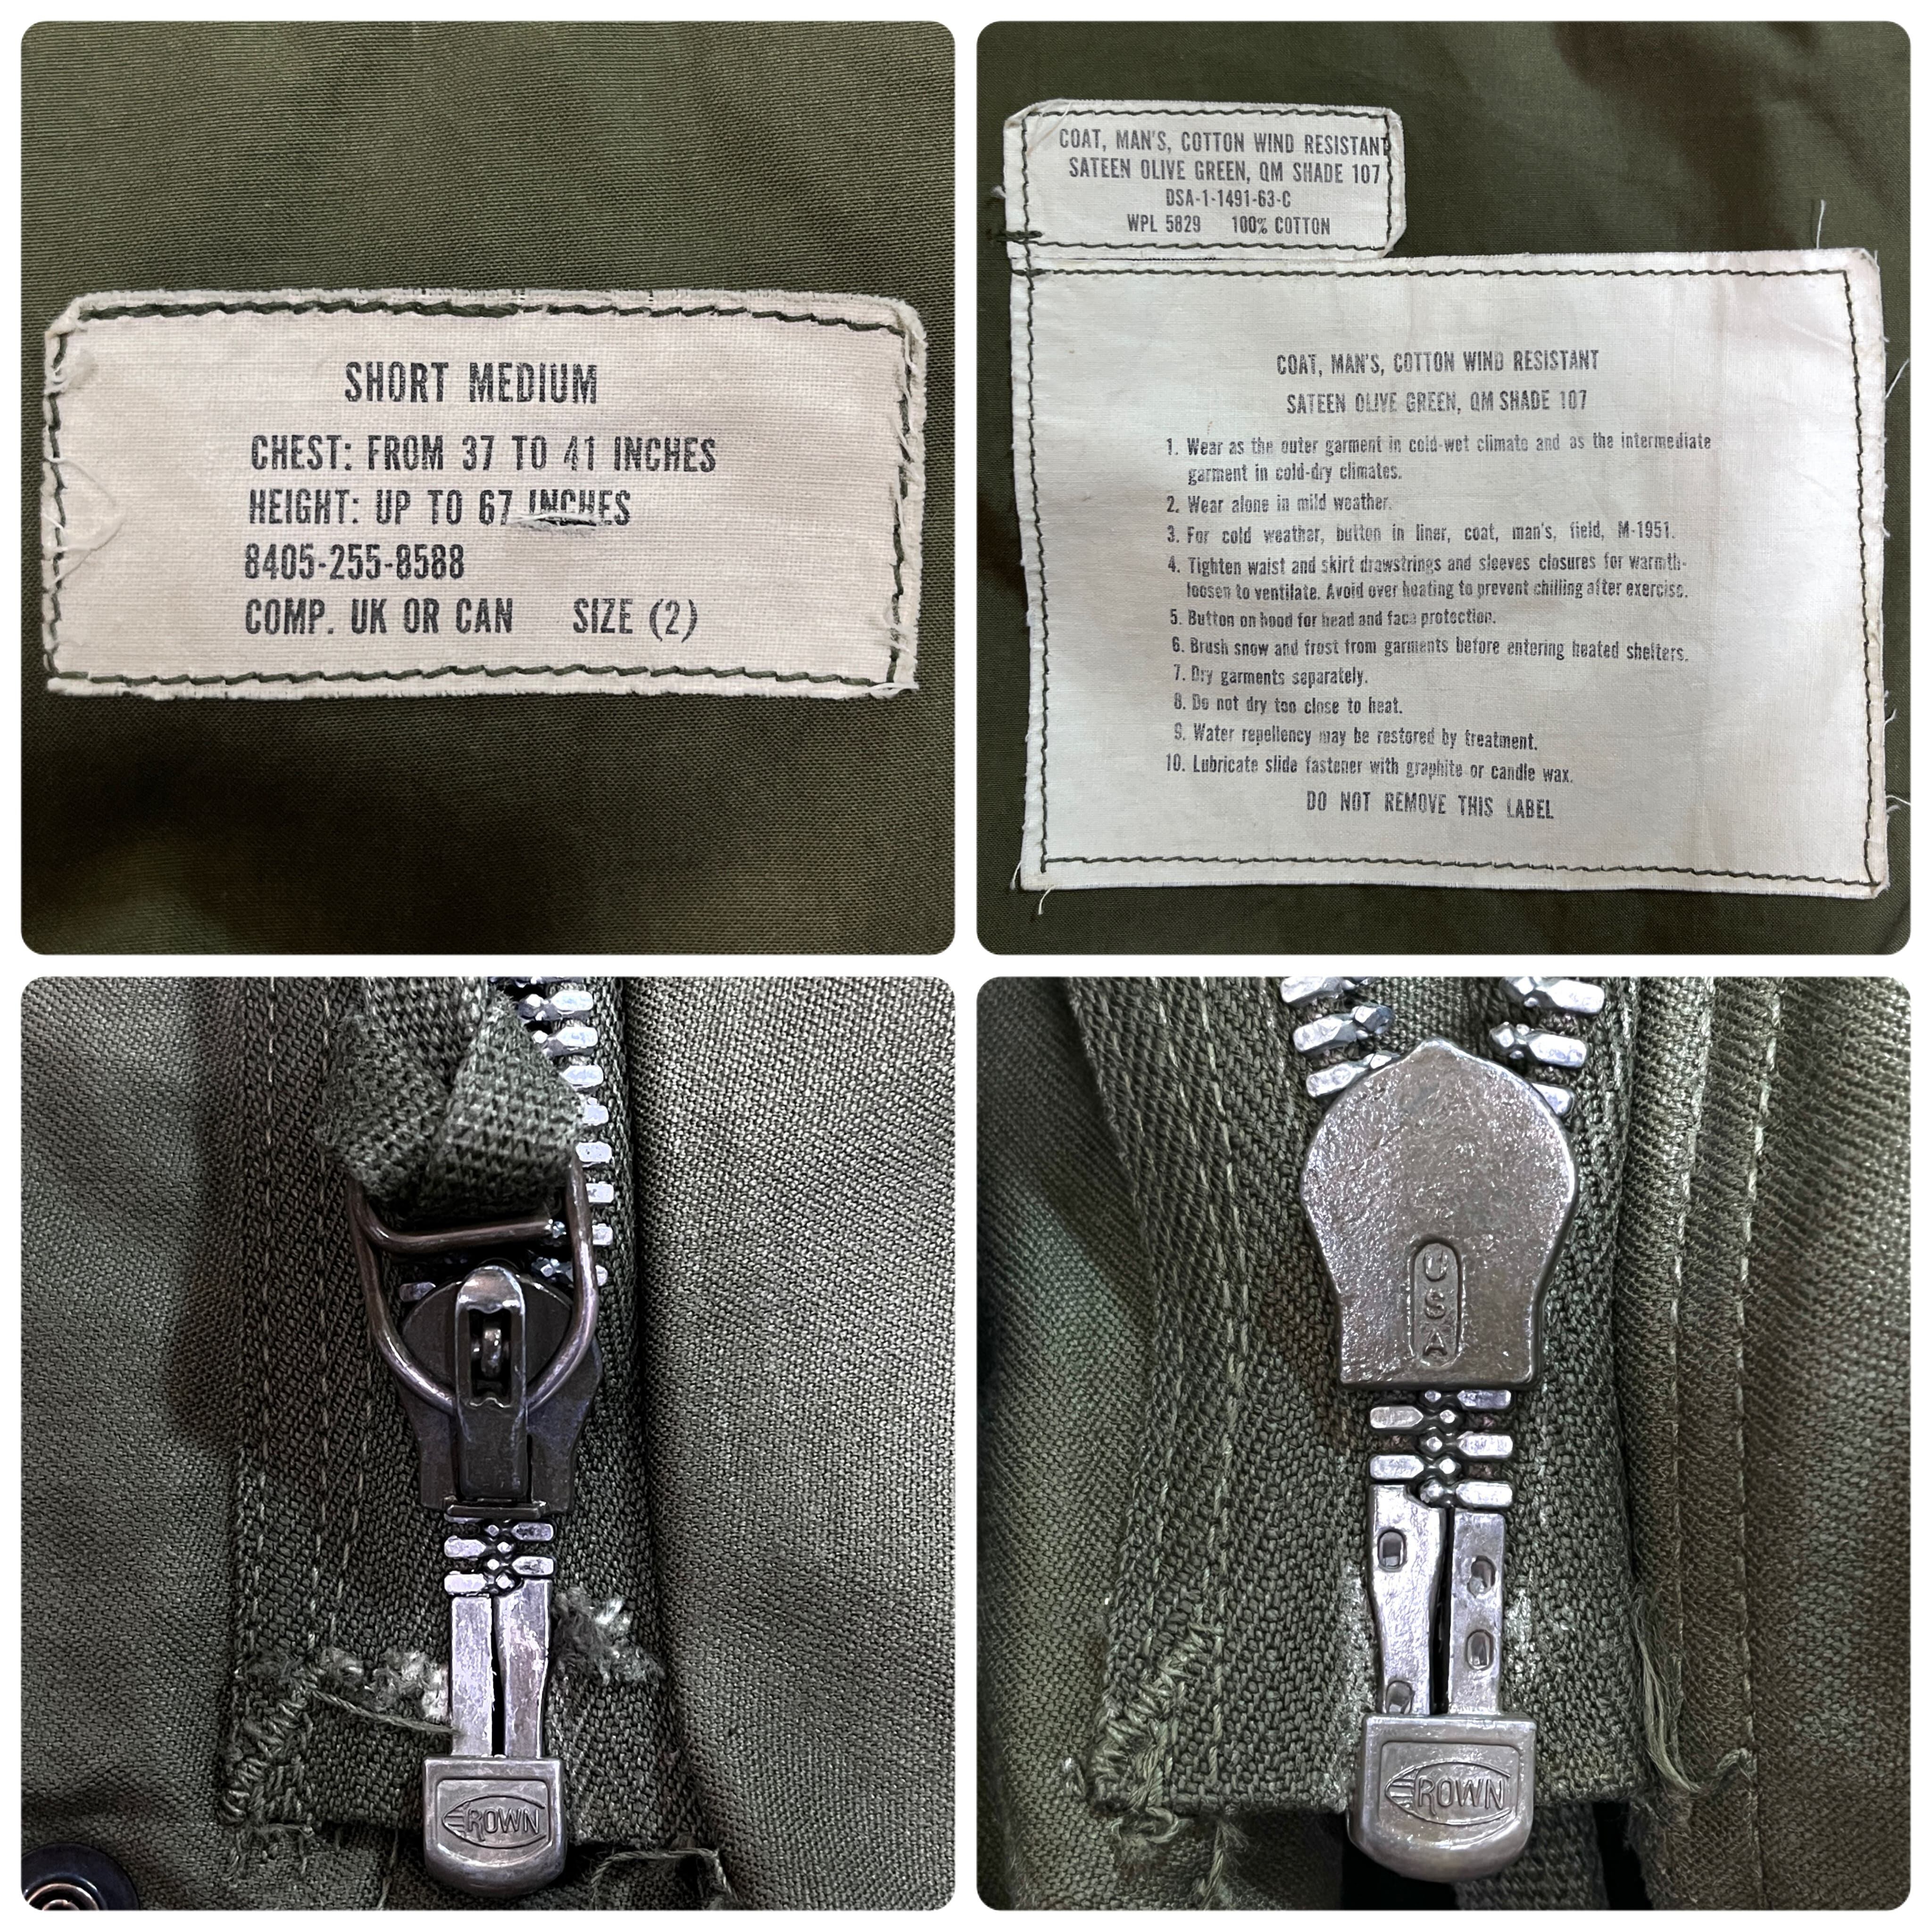 SHORT MEDIUM
CHEST: FROM 37 TO 41 INCHES
HEIGHT: UP TO 67 INCHES
8405-255-8588
COMP. UK OR CAN SIZE (2)
COAT, MAN'S, COTTON WIND RESISTANT
SATEEN OLIVE GREEN, QM SHADE 107
DSA-1-1491-63-C
WPL 5829 100% COTTON
COAT, MAN'S, COTTON WIND RESISTANT
SATEEN OLIVE GREEN, QM SHADE 107
1. Wear as the outer garment in cold-wet climate and as the intermediate
garment in cold-dry climates.
2. Wear alone in mild weather.
3. For cold weather, button in liner, coat, man's, field, M-1951.
4. Tighten waist and skirt drawstrings and sleeves closures for warmth-
loosen to ventilate. Avoid over heating to prevent chilling after exercise.
5. Button on hood for head and face protection.
6. Brush snow and frost from garments before entering heated shelters.
7. Dry garments separately.
8. Do not dry too close to heat.
9. Water repellency may be restored by treatment.
10. Lubricate slide fastener with graphite or candle wax.
DO NOT REMOVE THIS LABEL
CROWN
USA
CROWN